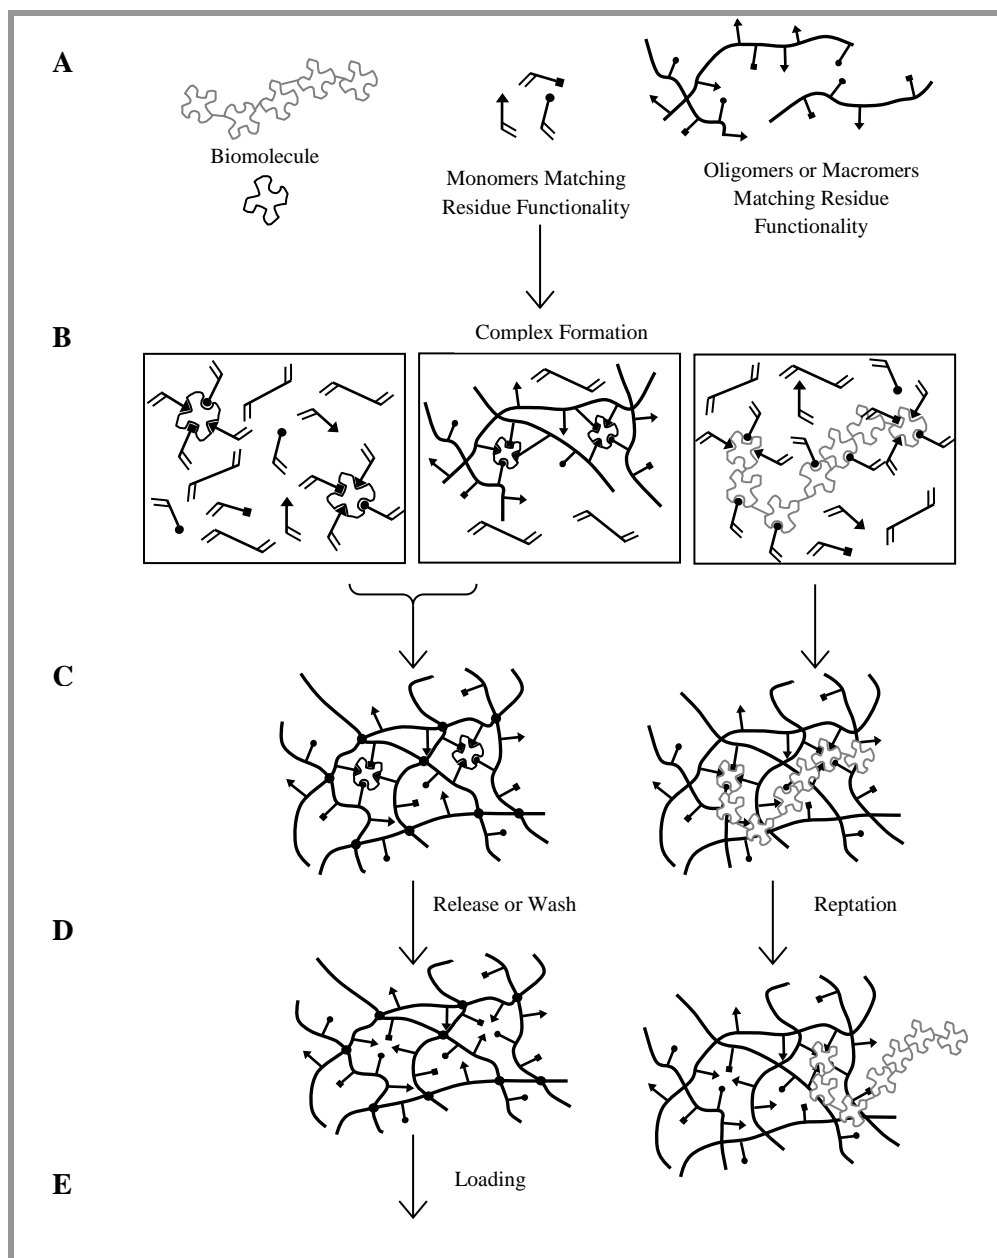 A
Biomolecule
Monomers Matching
Residue Functionality
Oligomers or Macromers
Matching Residue
Functionality
B
Complex Formation
C
Release or Wash
Reptation
D
Loading
E